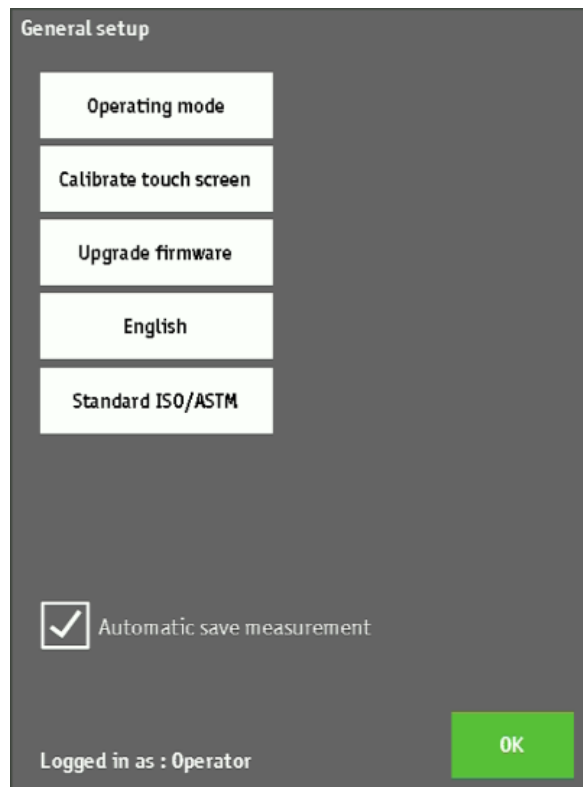 General setup
Operating mode
Calibrate touch screen
Upgrade firmware
English
Standard ISO/ASTM
Automatic save measurement
OK
Logged in as : Operator